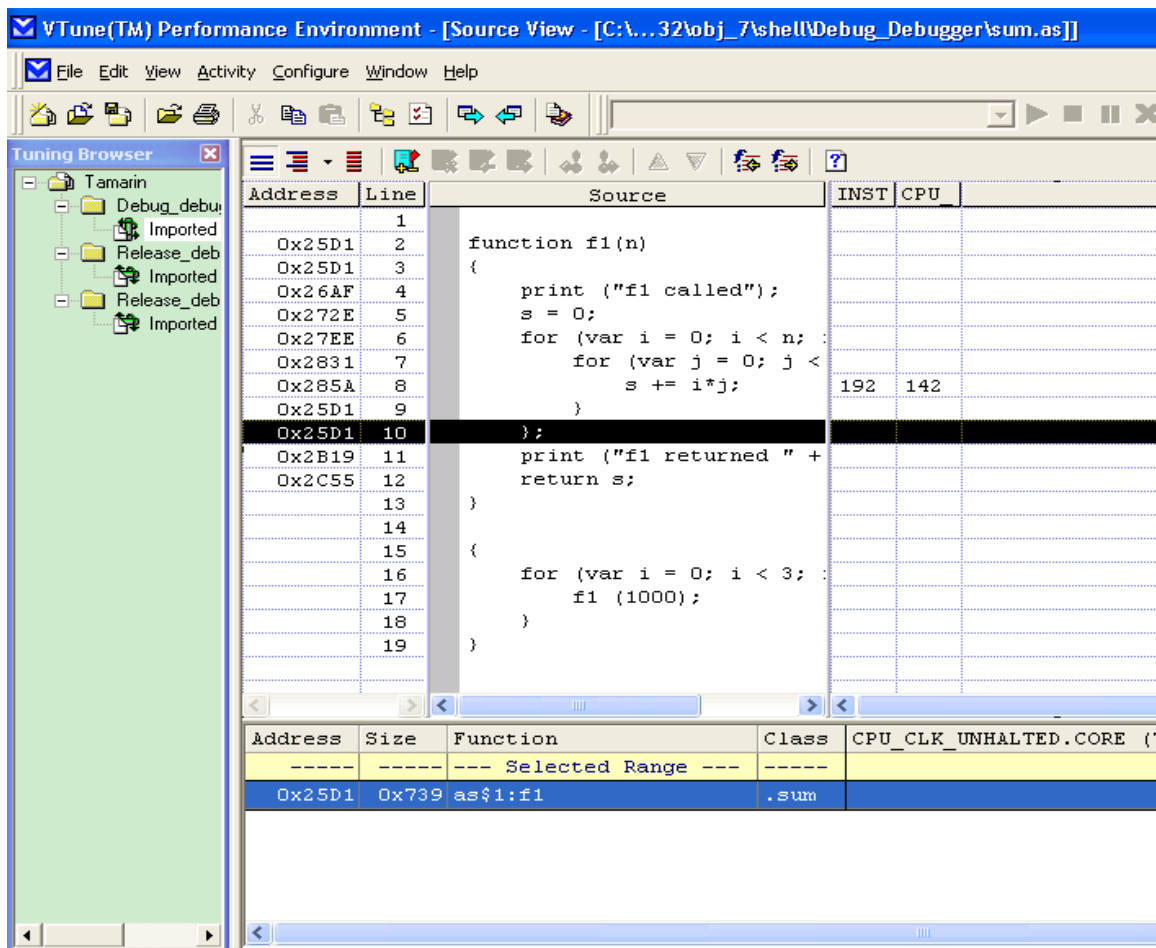 VTune(TM) Performance Environment - [Source View - [C:\...32\obj_7\shell\Debug_Debugger\sum.as]]
File Edit View Activity Configure Window Help
Tuning Browser
Tamarin
Debug_debu
Imported
Release_deb
Imported
Release_deb
Imported
Address Line Source INST CPU_
1
0x25D1 2 function f1(n)
0x25D1 3 {
0x26AF 4 print ("f1 called");
0x272E 5 s = 0;
0x27EE 6 for (var i = 0; i < n;
0x2831 7 for (var j = 0; j <
0x285A 8 s += i*j; 192 142
0x25D1 9 }
0x25D1 10 };
0x2B19 11 print ("f1 returned " +
0x2C55 12 return s;
13 }
14
15 {
16 for (var i = 0; i < 3;
17 f1 (1000);
18 }
19 }
Address Size Function Class CPU_CLK_UNHALTED.CORE (
----- ----- --- Selected Range --- -----
0x25D1 0x739 as$1:f1 .sum